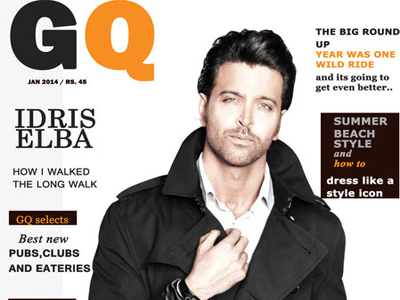 GQ
JAN 2014 / RS. 45
THE BIG ROUND
UP
YEAR WAS ONE
WILD RIDE
and its going to
get even better..
IDRIS
ELBA
HOW I WALKED
THE LONG WALK
SUMMER
BEACH
STYLE
and
how to
dress like a
style icon
GQ selects
Best new
PUBS,CLUBS
AND EATERIES